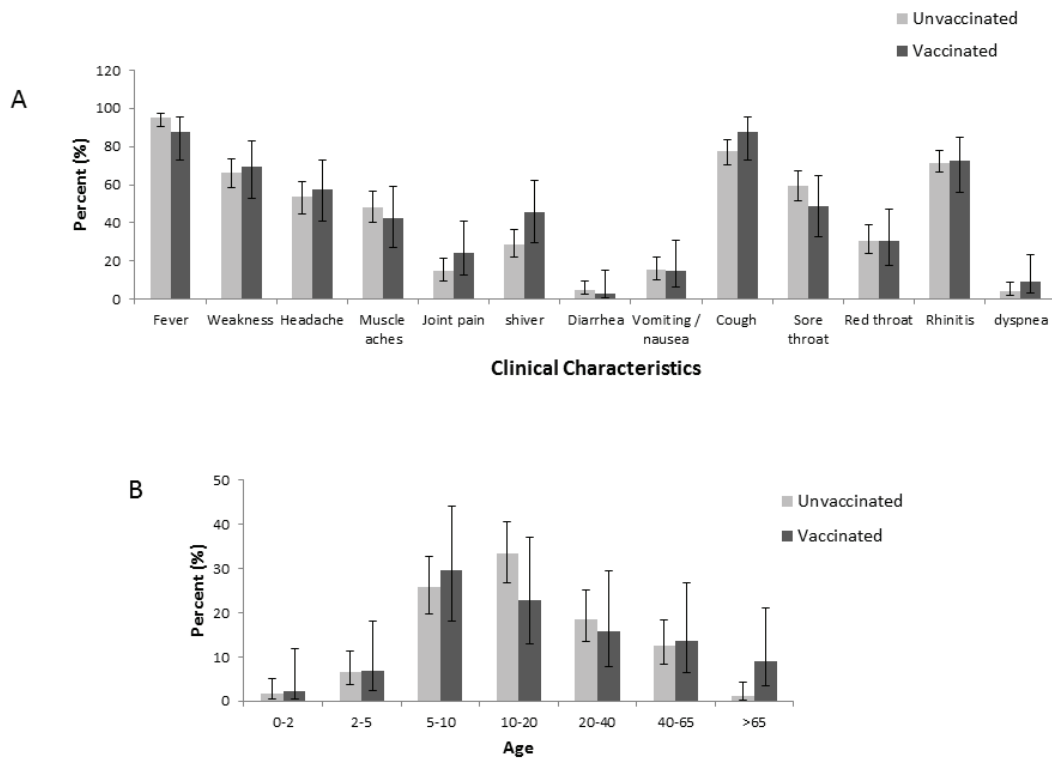 Unvaccinated
Vaccinated
A
120
100
80
60
40
20
0
Percent (%)
Fever Weakness Headache Muscle aches Joint pain shiver Diarrhea Vomiting / nausea Cough Sore throat Red throat Rhinitis dyspnea
Clinical Characteristics
B
Unvaccinated
Vaccinated
50
40
30
20
10
0
Percent (%)
0-2 2-5 5-10 10-20 20-40 40-65 >65
Age